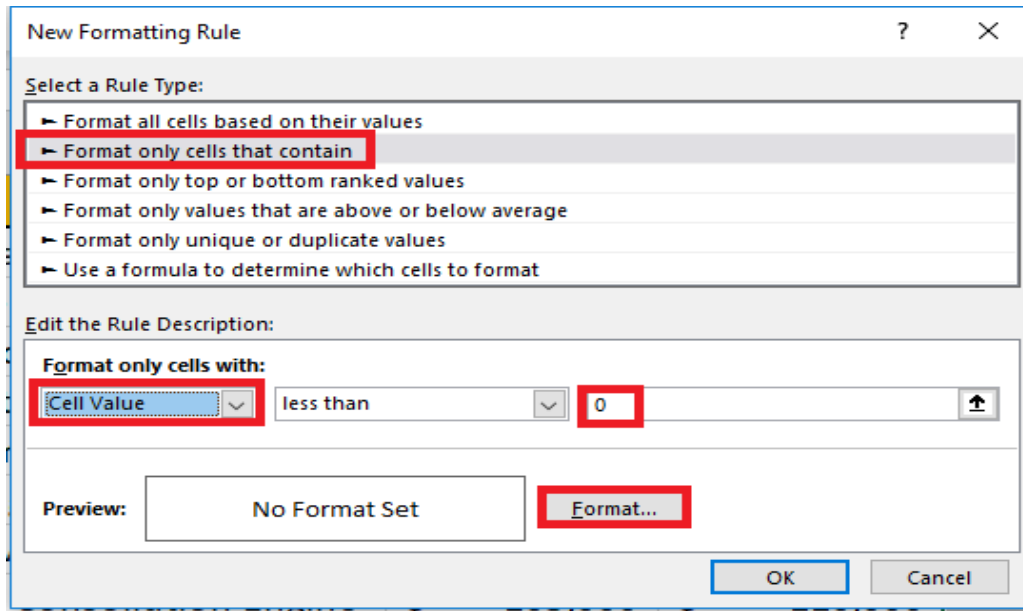 New Formatting Rule ? ✕
Select a Rule Type:
► Format all cells based on their values
► Format only cells that contain
► Format only top or bottom ranked values
► Format only values that are above or below average
► Format only unique or duplicate values
► Use a formula to determine which cells to format
Edit the Rule Description:
Format only cells with:
Cell Value less than 0
Preview: No Format Set Format...
OK Cancel